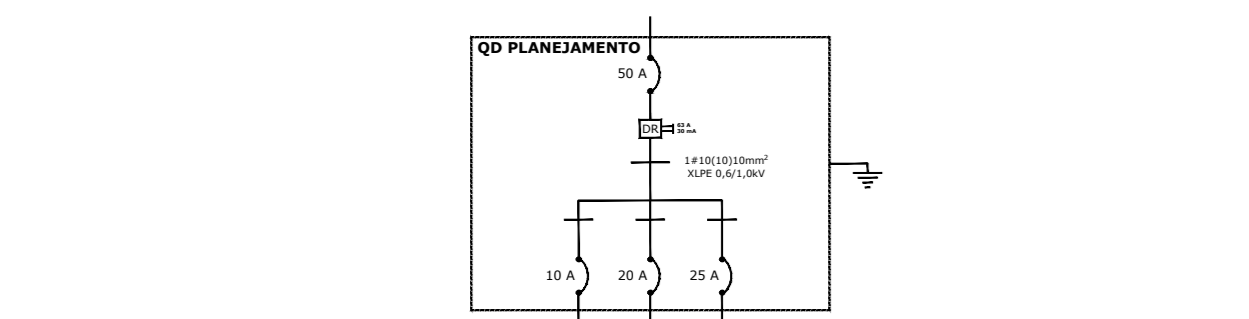 QD PLANEJAMENTO
50 A
DR
63 A
30 mA
1#10(10)10mm²
XLPE 0,6/1,0kV
10 A
20 A
25 A